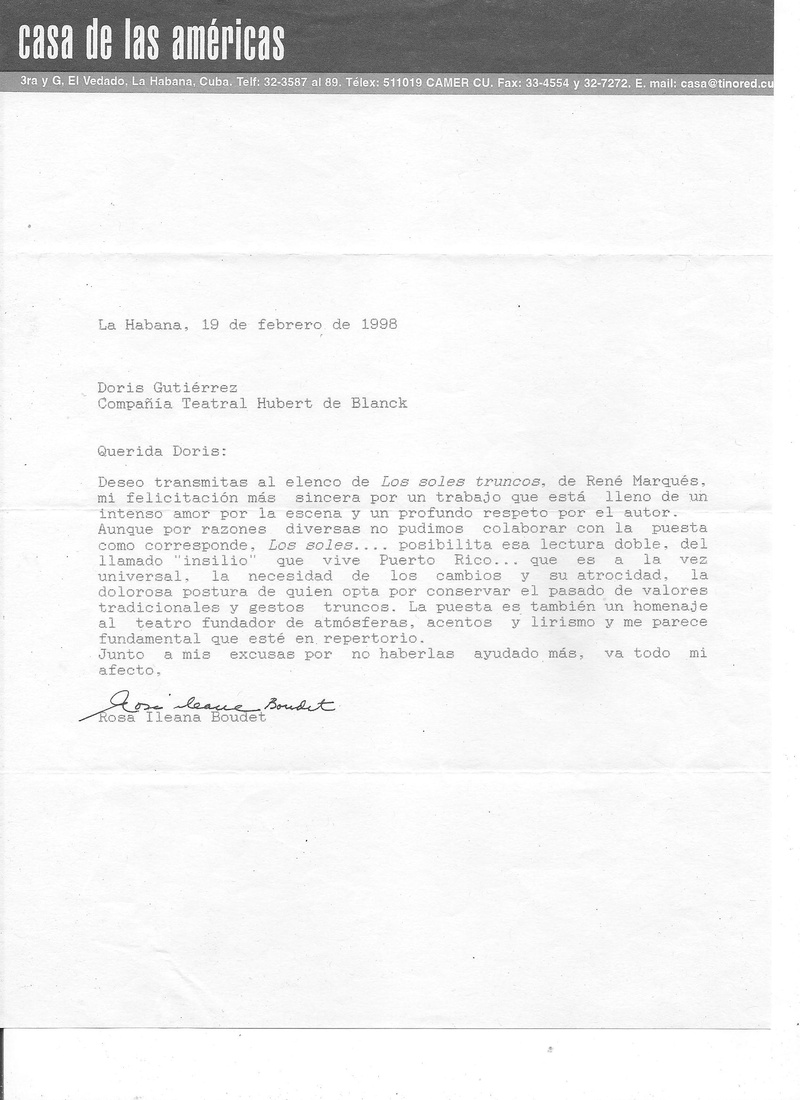 casa de las américas
3ra y G, El Vedado, La Habana, Cuba. Telf: 32-3587 al 89. Télex: 511019 CAMER CU. Fax: 33-4554 y 32-7272. E. mail: casa@tinored.cu
La Habana, 19 de febrero de 1998
Doris Gutiérrez
Compañía Teatral Hubert de Blanck
Querida Doris:
Deseo transmitas al elenco de Los soles truncos, de René Marqués,
mi felicitación más sincera por un trabajo que está lleno de un
intenso amor por la escena y un profundo respeto por el autor.
Aunque por razones diversas no pudimos colaborar con la puesta
como corresponde, Los soles.... posibilita esa lectura doble, del
llamado "insilio" que vive Puerto Rico... que es a la vez
universal, la necesidad de los cambios y su atrocidad, la
dolorosa postura de quien opta por conservar el pasado de valores
tradicionales y gestos truncos. La puesta es también un homenaje
al teatro fundador de atmósferas, acentos y lirismo y me parece
fundamental que esté en repertorio.
Junto a mis excusas por no haberlas ayudado más, va todo mi
afecto,
Rosa Ileana Boudet
Rosa Ileana Boudet